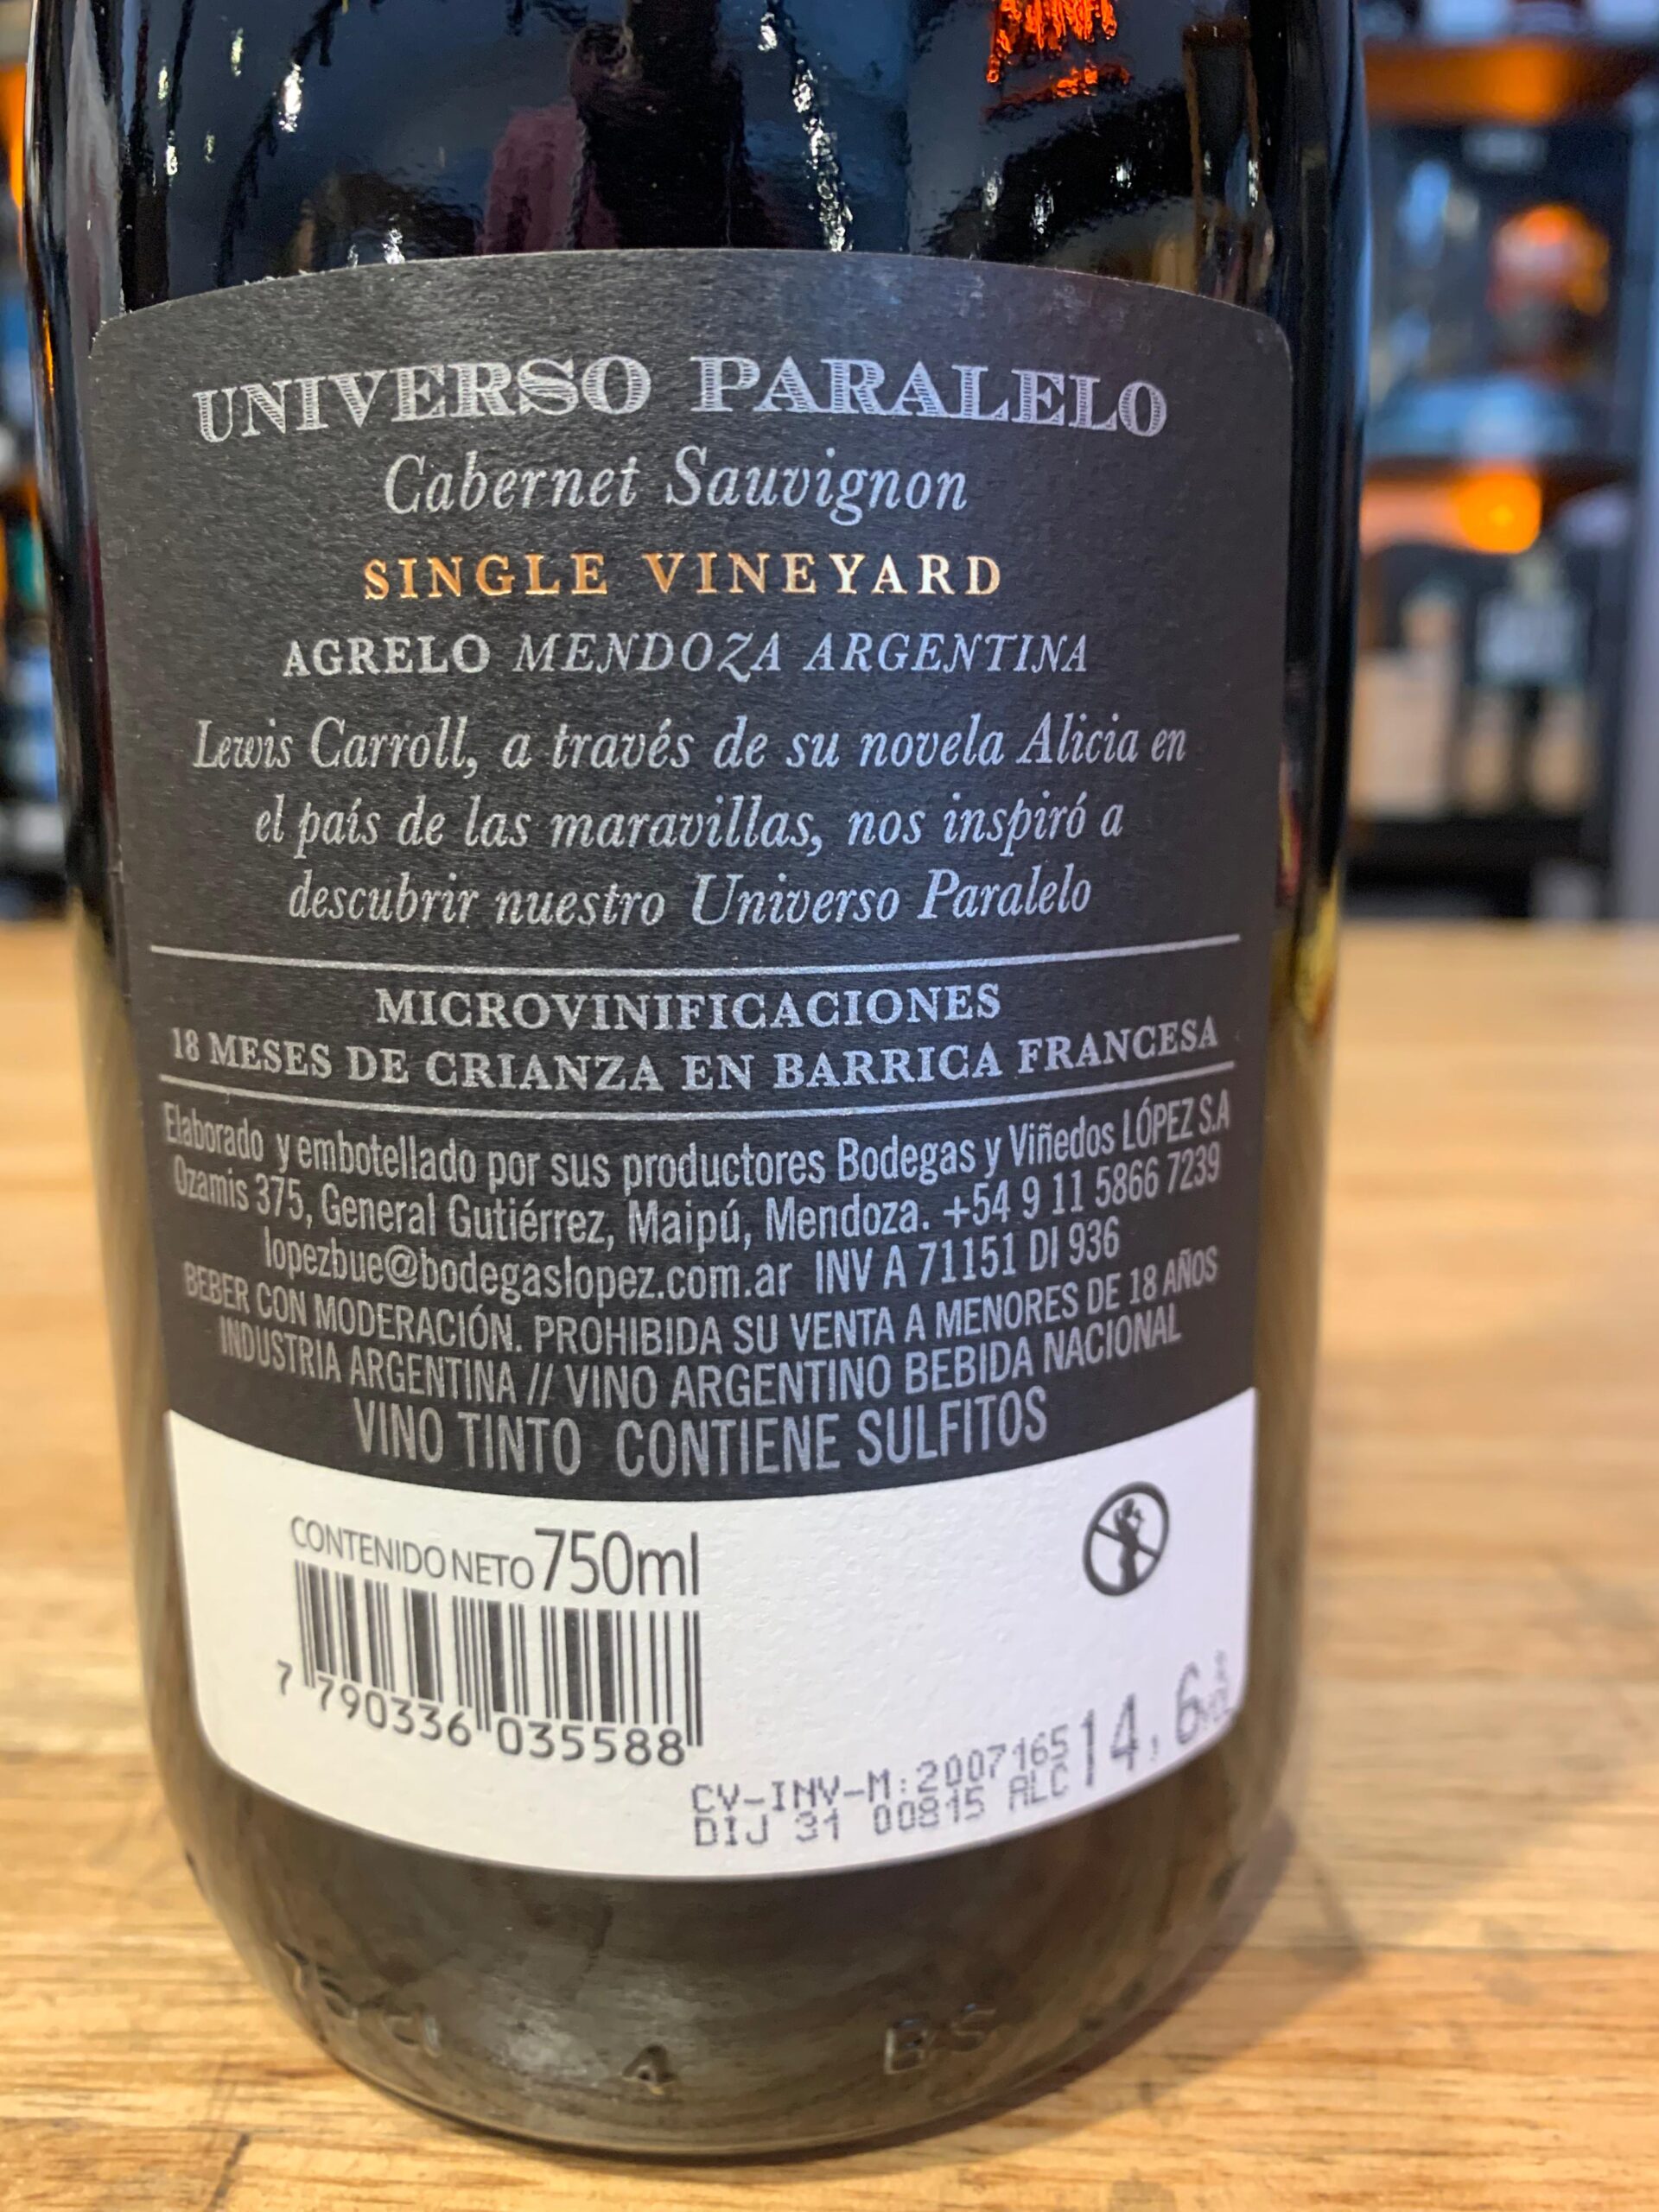 UNIVERSO PARALELO
Cabernet Sauvignon
SINGLE VINEYARD
AGRELO MENDOZA ARGENTINA
Lewis Carroll, a través de su novela Alicia en
el país de las maravillas, nos inspiró a
descubrir nuestro Universo Paralelo
MICROVINIFICACIONES
18 MESES DE CRIANZA EN BARRICA FRANCESA
Elaborado y embotellado por sus productores Bodegas y Viñedos LÓPEZ S.A
Ozamis 375, General Gutiérrez, Maipú, Mendoza. +54 9 11 5866 7239
lopezbue@bodegaslopez.com.ar INV A 71151 DI 936
BEBER CON MODERACIÓN. PROHIBIDA SU VENTA A MENORES DE 18 AÑOS
INDUSTRIA ARGENTINA // VINO ARGENTINO BEBIDA NACIONAL
VINO TINTO CONTIENE SULFITOS
CONTENIDO NETO 750ml
7 790336 035588
CV-INV-M:2007165
DIJ 31 00815 ALC 14,6
75cl 4 BS